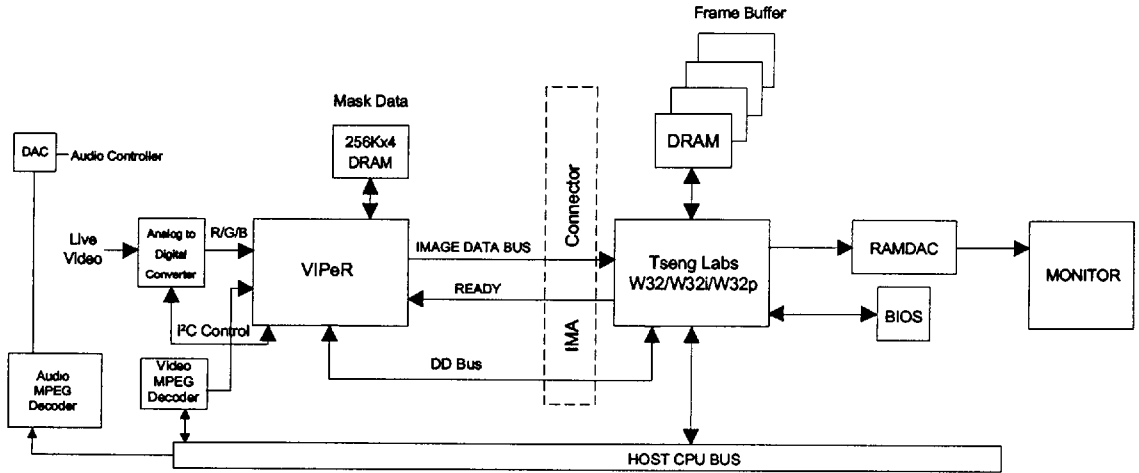 Frame Buffer
Mask Data
DRAM
256Kx4
DRAM
DAC
Audio Controller
Connector
IMA
Live
Video
Analog to
Digital
Converter
R/G/B
VIPeR
IMAGE DATA BUS
READY
Tseng Labs
W32/W32i/W32p
RAMDAC
MONITOR
BIOS
I²C Control
DD Bus
Audio
MPEG
Decoder
Video
MPEG
Decoder
HOST CPU BUS